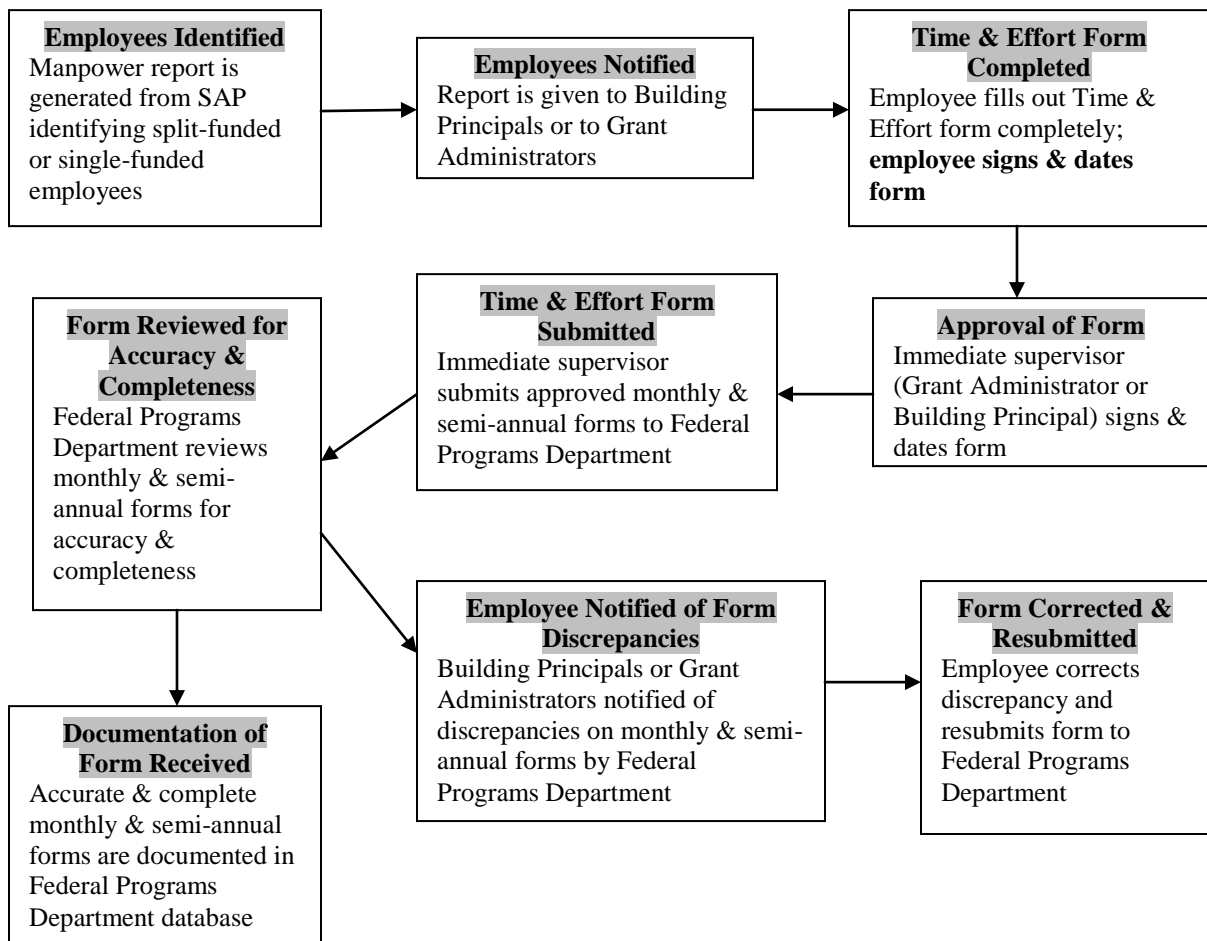 Employees Identified
Manpower report is
generated from SAP
identifying split-funded
or single-funded
employees
Employees Notified
Report is given to Building
Principals or to Grant
Administrators
Time & Effort Form
Completed
Employee fills out Time &
Effort form completely;
employee signs & dates
form
Approval of Form
Immediate supervisor
(Grant Administrator or
Building Principal) signs &
dates form
Time & Effort Form
Submitted
Immediate supervisor
submits approved monthly &
semi-annual forms to Federal
Programs Department
Form Reviewed for
Accuracy &
Completeness
Federal Programs
Department reviews
monthly & semi-
annual forms for
accuracy &
completeness
Employee Notified of Form
Discrepancies
Building Principals or Grant
Administrators notified of
discrepancies on monthly & semi-
annual forms by Federal
Programs Department
Form Corrected &
Resubmitted
Employee corrects
discrepancy and
resubmits form to
Federal Programs
Department
Documentation of
Form Received
Accurate & complete
monthly & semi-annual
forms are documented in
Federal Programs
Department database